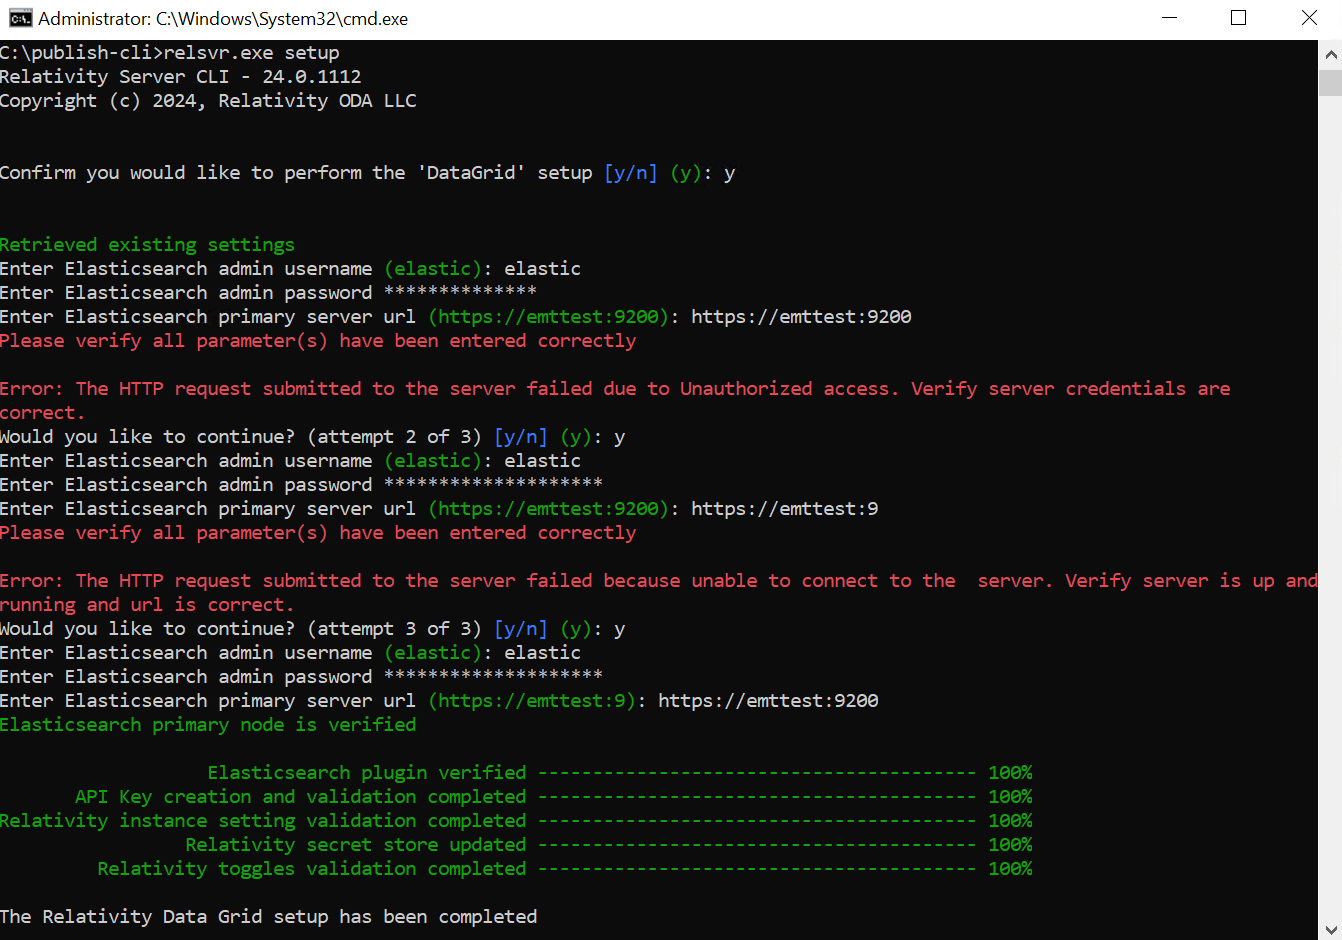 Administrator: C:\Windows\System32\cmd.exe
C:\publish-cli>relsvr.exe setup
Relativity Server CLI - 24.0.1112
Copyright (c) 2024, Relativity ODA LLC
Confirm you would like to perform the 'DataGrid' setup [y/n] (y): y
Retrieved existing settings
Enter Elasticsearch admin username (elastic): elastic
Enter Elasticsearch admin password **************
Enter Elasticsearch primary server url (https://emttest:9200): https://emttest:9200
Please verify all parameter(s) have been entered correctly
Error: The HTTP request submitted to the server failed due to Unauthorized access. Verify server credentials are
correct.
Would you like to continue? (attempt 2 of 3) [y/n] (y): y
Enter Elasticsearch admin username (elastic): elastic
Enter Elasticsearch admin password ********************
Enter Elasticsearch primary server url (https://emttest:9200): https://emttest:9
Please verify all parameter(s) have been entered correctly
Error: The HTTP request submitted to the server failed because unable to connect to the  server. Verify server is up and
running and url is correct.
Would you like to continue? (attempt 3 of 3) [y/n] (y): y
Enter Elasticsearch admin username (elastic): elastic
Enter Elasticsearch admin password ********************
Enter Elasticsearch primary server url (https://emttest:9): https://emttest:9200
Elasticsearch primary node is verified
Elasticsearch plugin verified ---------------------------------------- 100%
API Key creation and validation completed ---------------------------------------- 100%
Relativity instance setting validation completed ---------------------------------------- 100%
Relativity secret store updated ---------------------------------------- 100%
Relativity toggles validation completed ---------------------------------------- 100%
The Relativity Data Grid setup has been completed